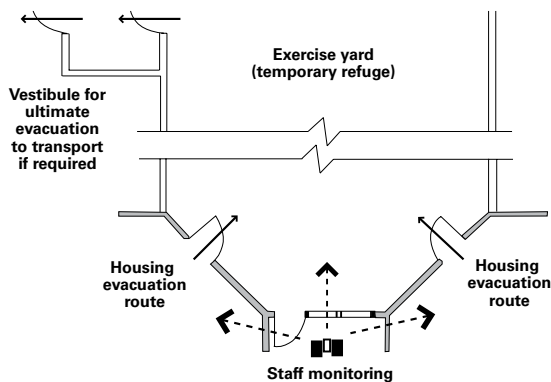 Exercise yard
(temporary refuge)
Vestibule for
ultimate
evacuation
to transport
if required
Housing
evacuation
route
Housing
evacuation
route
Staff monitoring